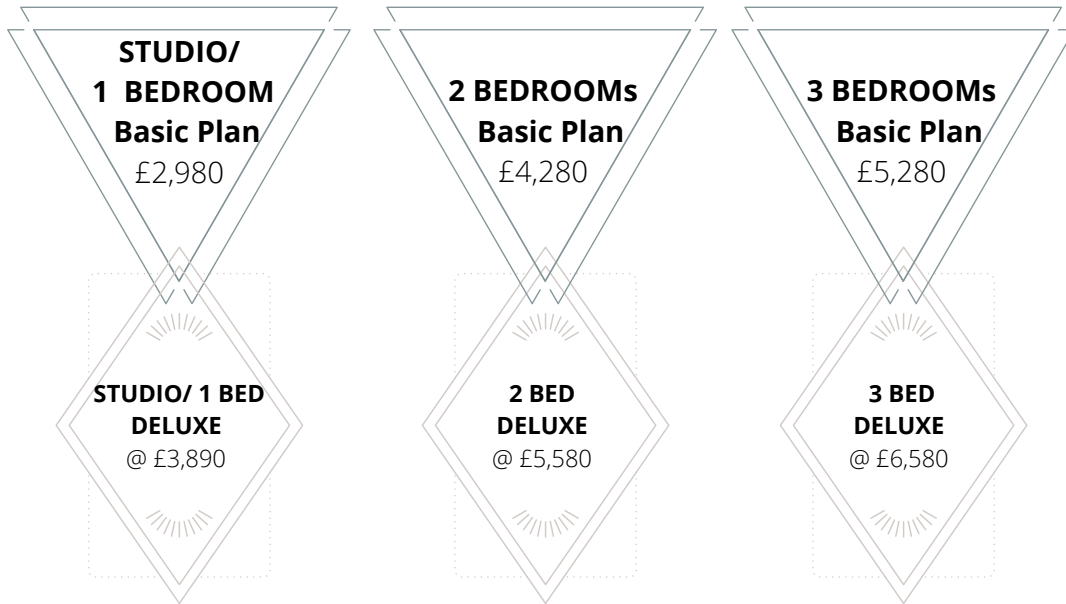 STUDIO/
1 BEDROOM
Basic Plan
£2,980
2 BEDROOMs
Basic Plan
£4,280
3 BEDROOMs
Basic Plan
£5,280
STUDIO/ 1 BED
DELUXE
@ £3,890
2 BED
DELUXE
@ £5,580
3 BED
DELUXE
@ £6,580